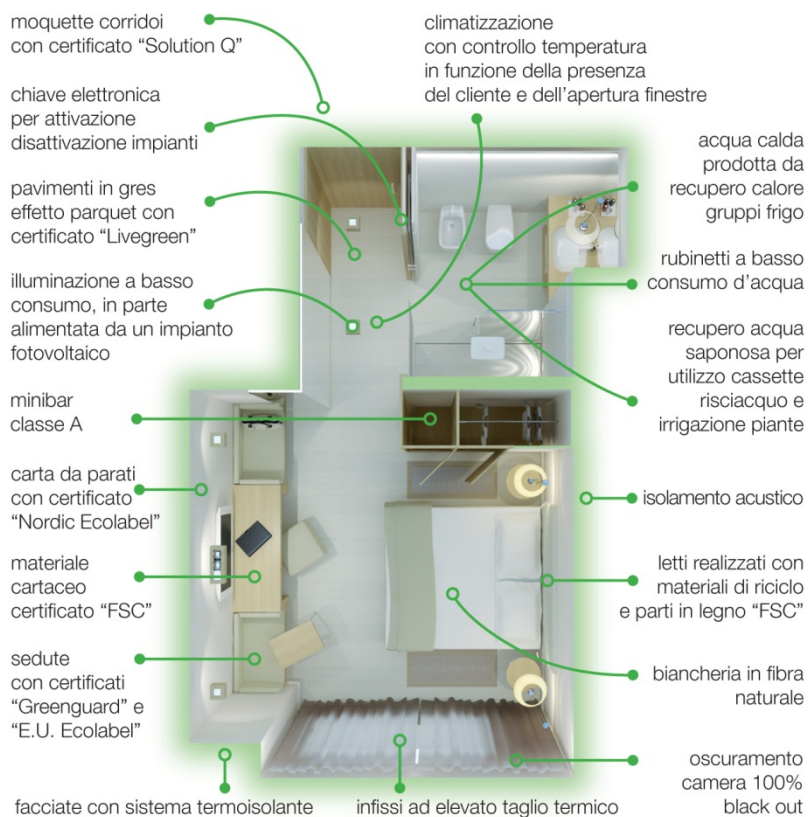 moquette corridoi
con certificato “Solution Q”
chiave elettronica
per attivazione
disattivazione impianti
pavimenti in gres
effetto parquet con
certificato “Livegreen”
illuminazione a basso
consumo, in parte
alimentata da un impianto
fotovoltaico
minibar
classe A
carta da parati
con certificato
“Nordic Ecolabel”
materiale
cartaceo
certificato “FSC”
sedute
con certificati
“Greenguard” e
“E.U. Ecolabel”
facciate con sistema termoisolante
climatizzazione
con controllo temperatura
in funzione della presenza
del cliente e dell’apertura finestre
acqua calda
prodotta da
recupero calore
gruppi frigo
rubinetti a basso
consumo d’acqua
recupero acqua
saponosa per
utilizzo cassette
risciacquo e
irrigazione piante
isolamento acustico
letti realizzati con
materiali di riciclo
e parti in legno “FSC”
biancheria in fibra
naturale
oscuramento
camera 100%
black out
infissi ad elevato taglio termico